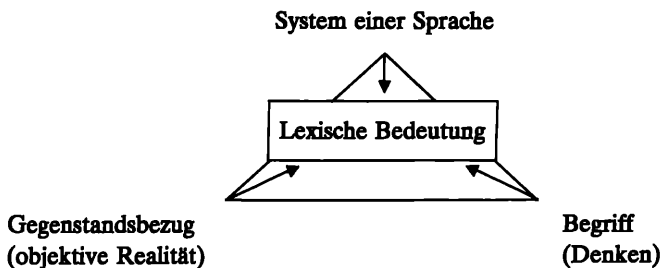 System einer Sprache
Lexische Bedeutung
Gegenstandsbezug
(objektive Realität)
Begriff
(Denken)